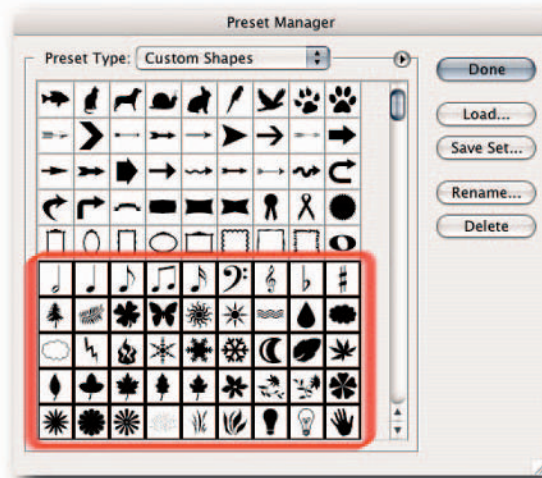 Preset Manager
Preset Type: Custom Shapes
Done
Load...
Save Set...
Rename...
Delete